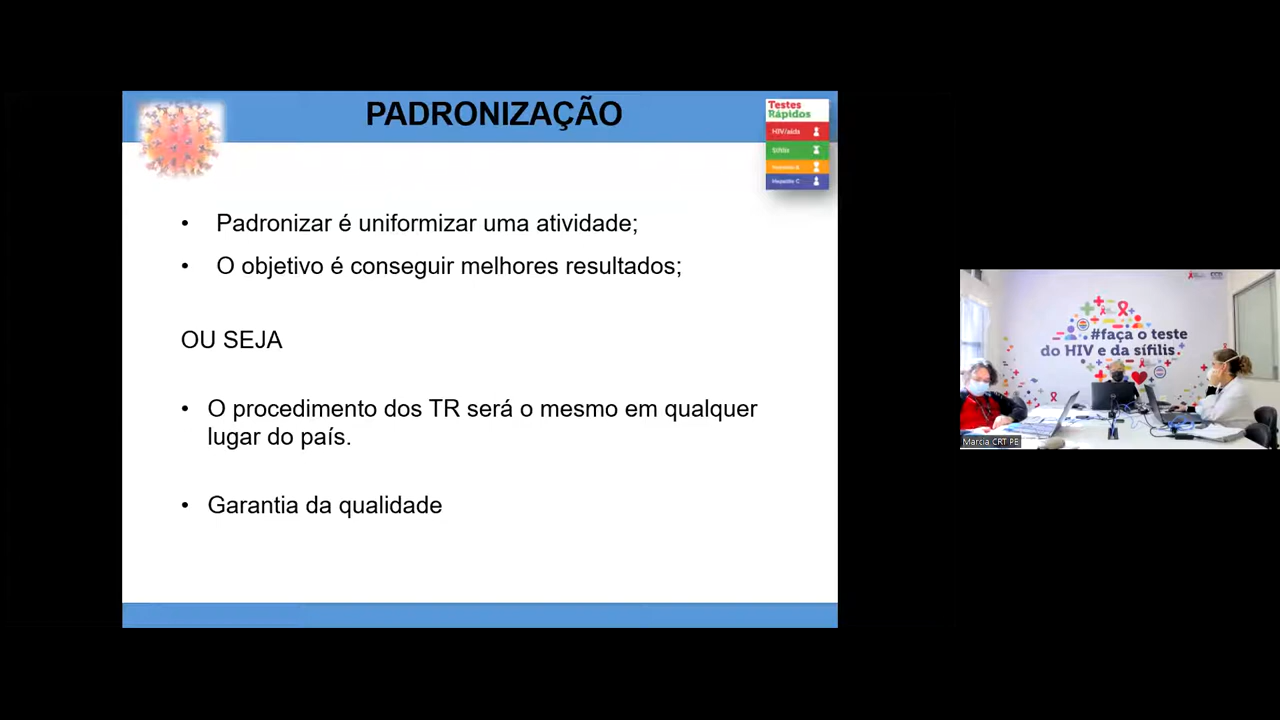 PADRONIZAÇÃO
Testes
Rápidos
HIV/aids
Sífilis
Hepatite C
• Padronizar é uniformizar uma atividade;
• O objetivo é conseguir melhores resultados;
OU SEJA
• O procedimento dos TR será o mesmo em qualquer
lugar do país.
• Garantia da qualidade
#faça o teste
do HIV e da sífilis.
Marcia CRT PE